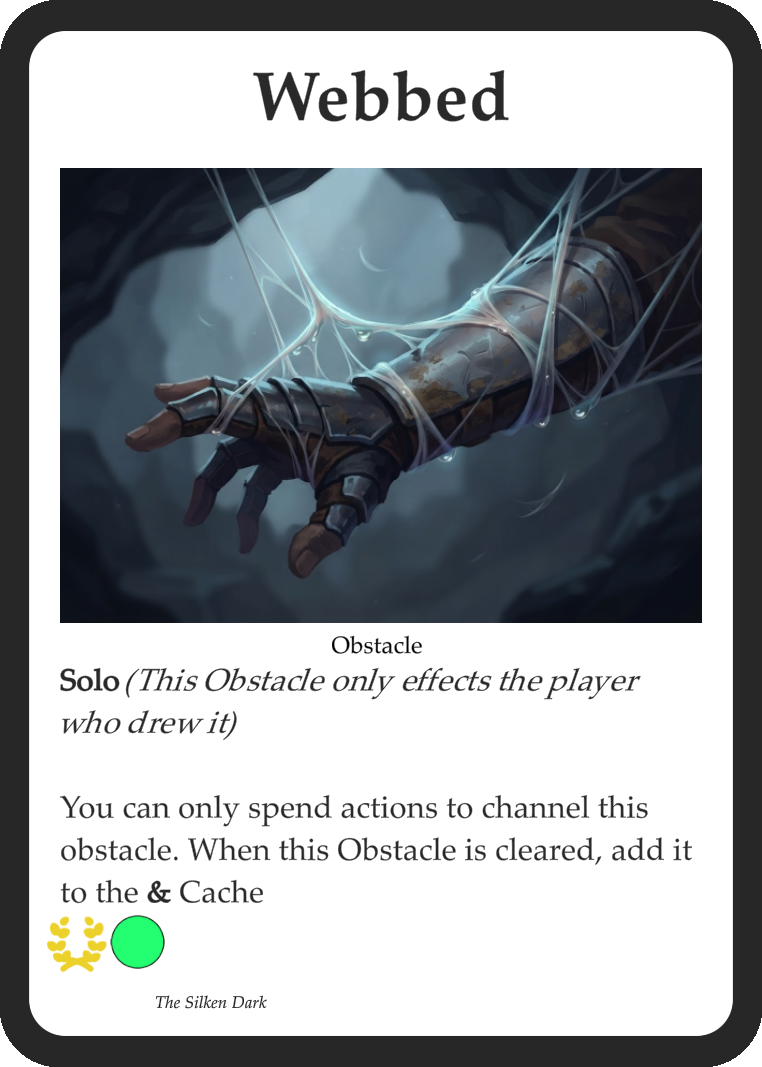 Webbed
Obstacle
Solo (This Obstacle only effects the player
who drew it)
You can only spend actions to channel this
obstacle. When this Obstacle is cleared, add it
to the & Cache
The Silken Dark